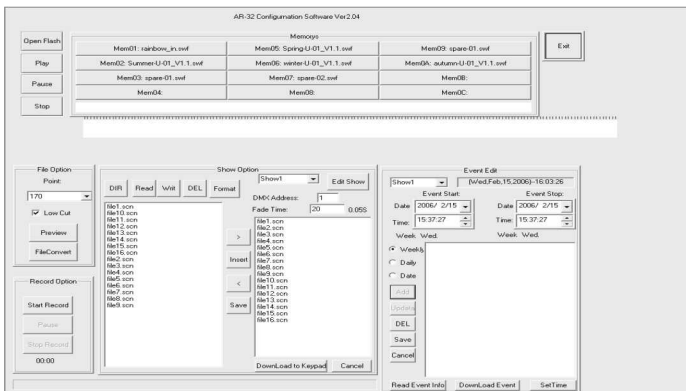 AR-32 Configurnation Software Ver2.04
Open Flash
Play
Pause
Stop
Memorys
Mem01: rainbow_in.swf
Mem05: Spring-U-01_V1.1.swf
Mem09: spare-01.swf
Mem02: Summer-U-01_V1.1.swf
Mem06: winter-U-01_V1.1.swf
Mem0A: autumn-U-01_V1.1.swf
Mem03: spare-01.swf
Mem07: spare-02.swf
Mem0B:
Mem04:
Mem08:
Mem0C:
Exit
File Option
Point:
170
Low Cut
Preview
FileConvert
Record Option
Start Record
Pause
Stop Record
00:00
Show Option
DIR
Read
Writ
DEL
Format
Show1
Edit Show
DMX Address:
1
Fade Time:
20
0.05S
file1.scn
file10.scn
file11.scn
file12.scn
file13.scn
file14.scn
file15.scn
file16.scn
file2.scn
file3.scn
file4.scn
file5.scn
file6.scn
file7.scn
file8.scn
file9.scn
>
Insert
<
Save
file1.scn
file2.scn
file3.scn
file4.scn
file5.scn
file6.scn
file7.scn
file8.scn
file9.scn
file10.scn
file11.scn
file12.scn
file13.scn
file14.scn
file15.scn
file16.scn
DownLoad to Keypad
Cancel
Event Edit
Show1
(Wed,Feb,15,2006)-16:03:26
Event Start:
Event Stop:
Date
2006/ 2/15
Date
2006/ 2/15
Time:
15:37:27
Time:
15:37:27
Week Wed.
Week Wed.
Weekly
Daily
Date
Add
Update
DEL
Save
Cancel
Read Event Info
DownLoad Event
SetTime